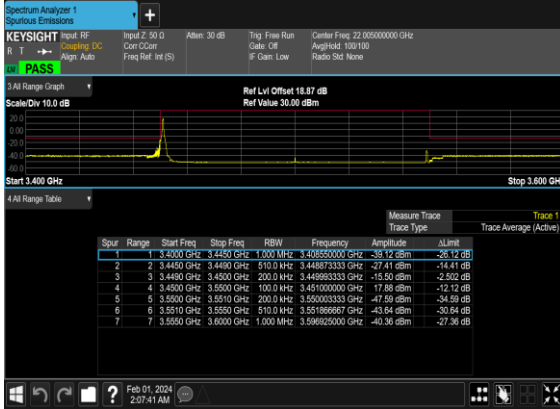 Spectrum Analyzer 1
Spurious Emissions
+
KEYSIGHT Input: RF Input Z: 50 Ω Atten: 30 dB Trig: Free Run Center Freq: 22.005000000 GHz
R T Coupling: DC Corr CCorr Gate: Off Avg|Hold: 100/100
Align: Auto Freq Ref: Int (S) IF Gain: Low Radio Std: None
PASS
3 All Range Graph
Ref Lvl Offset 18.87 dB
Scale/Div 10.0 dB Ref Value 30.00 dBm
20.0
0.00
-20.0
-40.0
-60.0
Start 3.400 GHz Stop 3.600 GH
4 All Range Table
Measure Trace Trace 1
Trace Type Trace Average (Active)
Spur Range Start Freq Stop Freq RBW Frequency Amplitude ΔLimit
1 1 3.4000 GHz 3.4450 GHz 1.000 MHz 3.408550000 GHz -39.12 dBm -26.12 dB
2 2 3.4450 GHz 3.4490 GHz 510.0 kHz 3.448873333 GHz -27.41 dBm -14.41 dB
3 3 3.4490 GHz 3.4500 GHz 200.0 kHz 3.449993333 GHz -15.50 dBm -2.502 dB
4 4 3.4500 GHz 3.5500 GHz 100.0 kHz 3.451000000 GHz 17.88 dBm -12.12 dB
5 5 3.5500 GHz 3.5510 GHz 200.0 kHz 3.550003333 GHz -47.59 dBm -34.59 dB
6 6 3.5510 GHz 3.5550 GHz 510.0 kHz 3.551866667 GHz -43.64 dBm -30.64 dB
7 7 3.5550 GHz 3.6000 GHz 1.000 MHz 3.596925000 GHz -40.36 dBm -27.36 dB
? Feb 01, 2024
2:07:41 AM